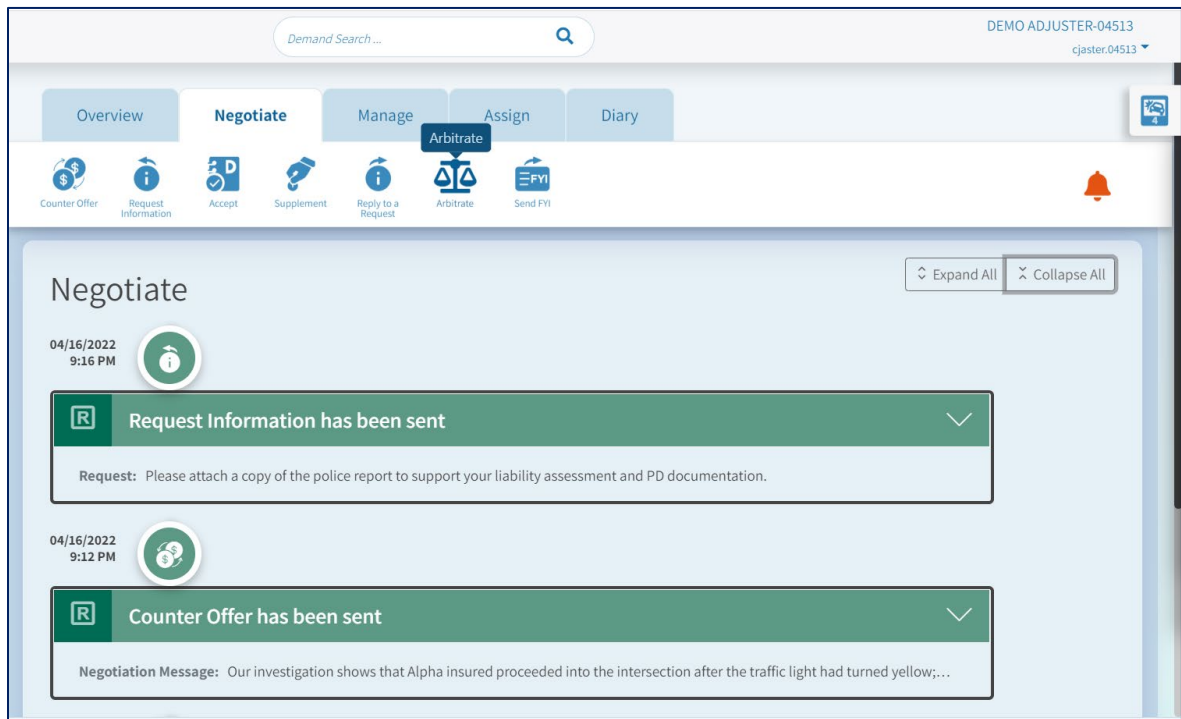 Demand Search ...
DEMO ADJUSTER-04513
cjaster.04513
Overview
Negotiate
Manage
Assign
Diary
Arbitrate
4
Counter Offer
Request
Information
D
Accept
Supplement
Reply to a
Request
Arbitrate
FYI
Send FYI
Negotiate
Expand All
Collapse All
04/16/2022
9:16 PM
R
Request Information has been sent
Request: Please attach a copy of the police report to support your liability assessment and PD documentation.
04/16/2022
9:12 PM
R
Counter Offer has been sent
Negotiation Message: Our investigation shows that Alpha insured proceeded into the intersection after the traffic light had turned yellow;...